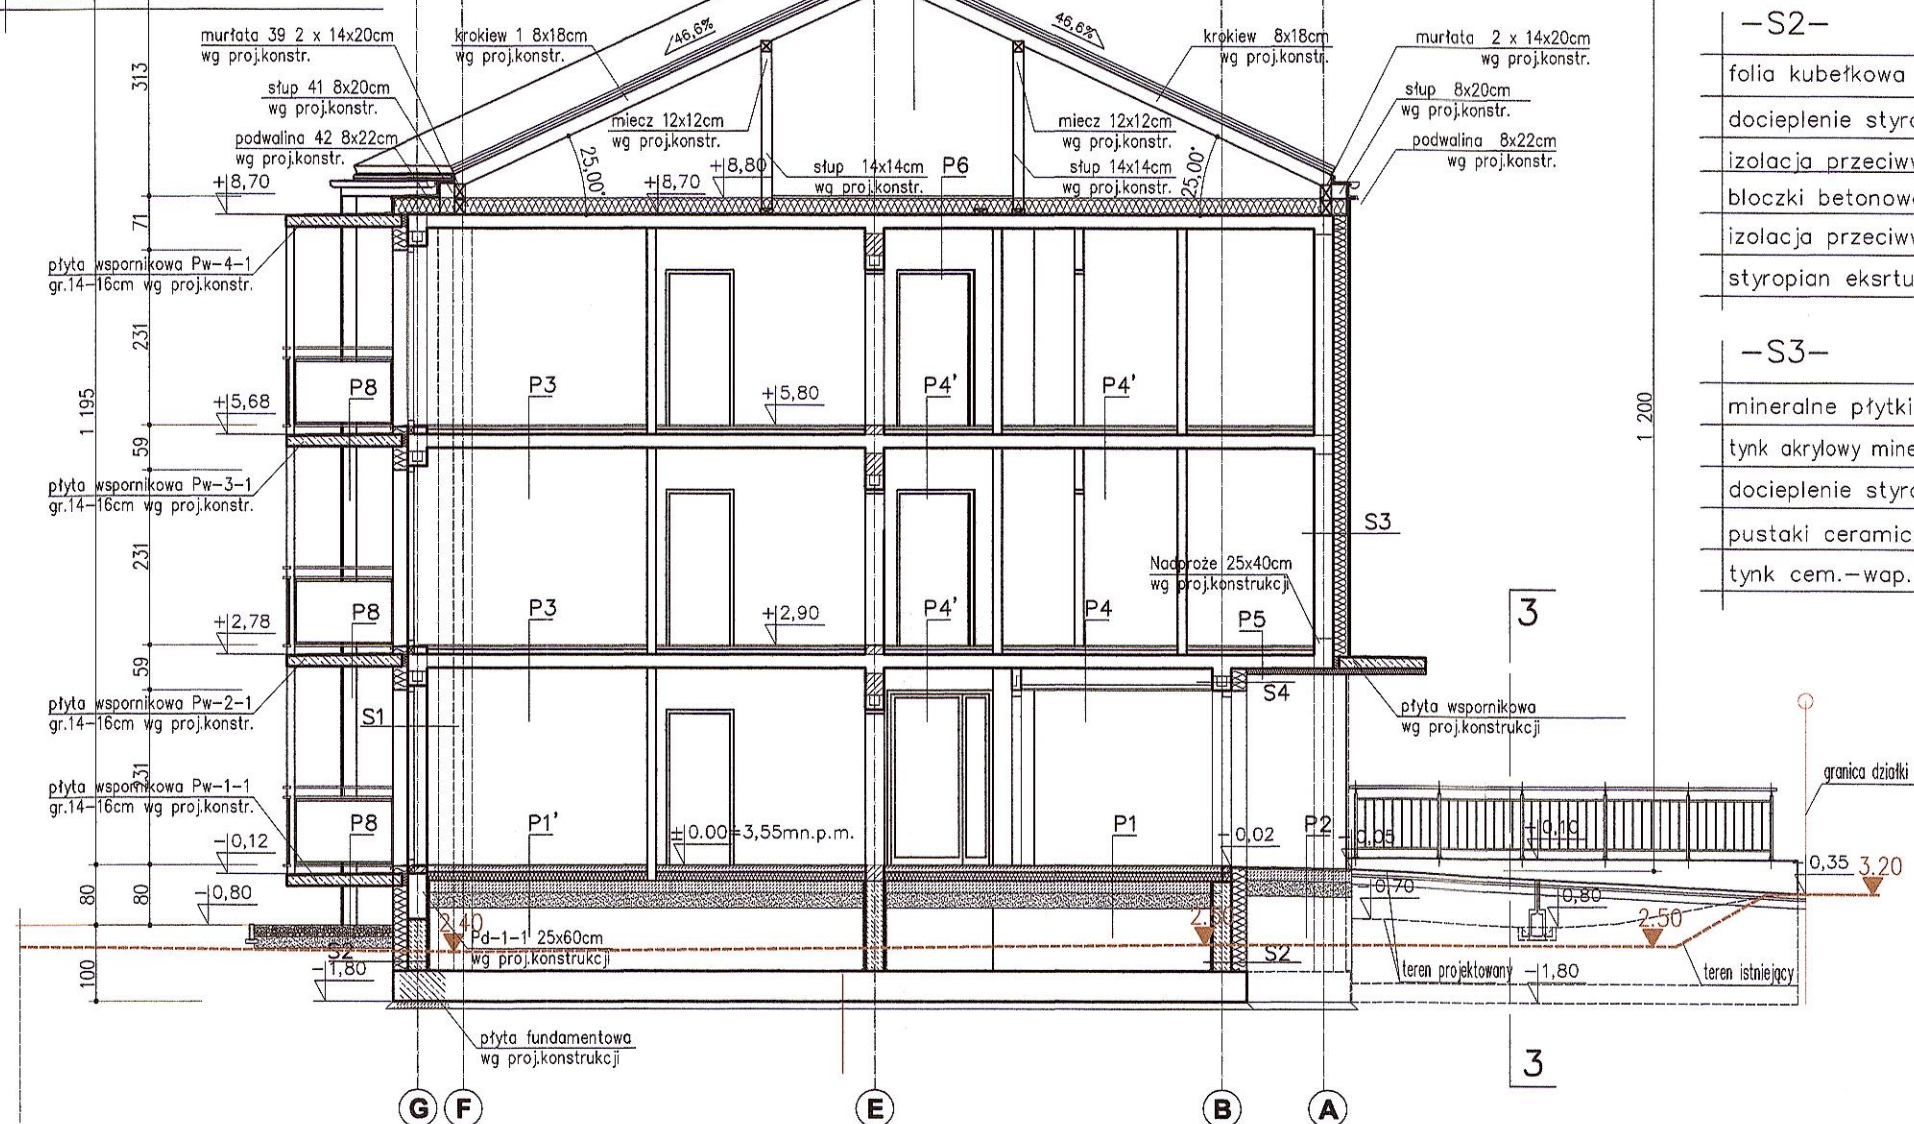 murłata 39 2 x 14x20cm
wg proj.konstr.
krokiew 1 8x18cm
wg proj.konstr.
46,6%
46,6%
krokiew 8x18cm
wg proj.konstr.
murłata 2 x 14x20cm
wg proj.konstr.
-S2-
folia kubełkowa
313
słup 41 8x20cm
wg proj.konstr.
słup 8x20cm
wg proj.konstr.
podwalina 42 8x22cm
wg proj.konstr.
miecz 12x12cm
wg proj.konstr.
miecz 12x12cm
wg proj.konstr.
podwalina 8x22cm
wg proj.konstr.
docieplenie styro
izolacja przeciww
bloczki betonowe
izolacja przeciww
styropian eksrtu
+8,70
25,00°
+8,70
+8,80
słup 14x14cm
wg proj.konstr.
P6
słup 14x14cm
wg proj.konstr.
25,00°
71
płyta wspornikowa Pw-4-1
gr.14-16cm wg proj.konstr.
231
-S3-
mineralne płytki
tynk akrylowy mine
docieplenie styro
pustaki ceramic
tynk cem.-wap.
1 195
+5,68
P8
P3
+5,80
P4'
P4'
1 200
59
płyta wspornikowa Pw-3-1
gr.14-16cm wg proj.konstr.
S3
231
Nadproże 25x40cm
wg proj.konstrukcji
+2,78
P8
P3
+2,90
P4'
P4
P5
3
59
płyta wspornikowa Pw-2-1
gr.14-16cm wg proj.konstr.
S1
S4
płyta wspornikowa
wg proj.konstrukcji
231
płyta wspornikowa Pw-1-1
gr.14-16cm wg proj.konstr.
granica działki
-0,12
P8
P1'
±0.00=3,55mn.p.m.
P1
-0,02
P2
-0,05
+0,10
-0,35
3.20
80
80
-0,80
-0,70
-0,80
2.40
2.50
Pd-1-1 25x60cm
wg proj.konstrukcji
S2
S2
100
-1,80
teren projektowany
-1,80
teren istniejący
płyta fundamentowa
wg proj.konstrukcji
3
G
F
E
B
A